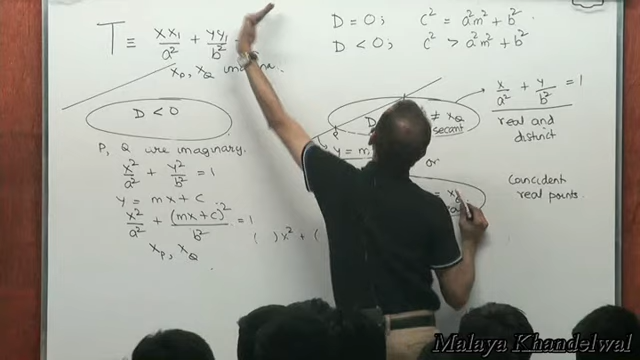 T ≡ xx₁/a² + yy₁/b²
D = 0 ; c² = a²m² + b².
D < 0 ; c² > a²m² + b²
x_P, x_Q
D < 0
P, Q are imaginary.
x²/a² + y²/b² = 1
y = mx + c
x²/a² + (mx + c)²/b² = 1
x_P, x_Q
( ) x² + (
D
≠ x_Q
secant
P
y = m
or
= x_Q
x/a² + y/b² = 1
real and
distinct
coincident
real points.
Malaya Khandelwal